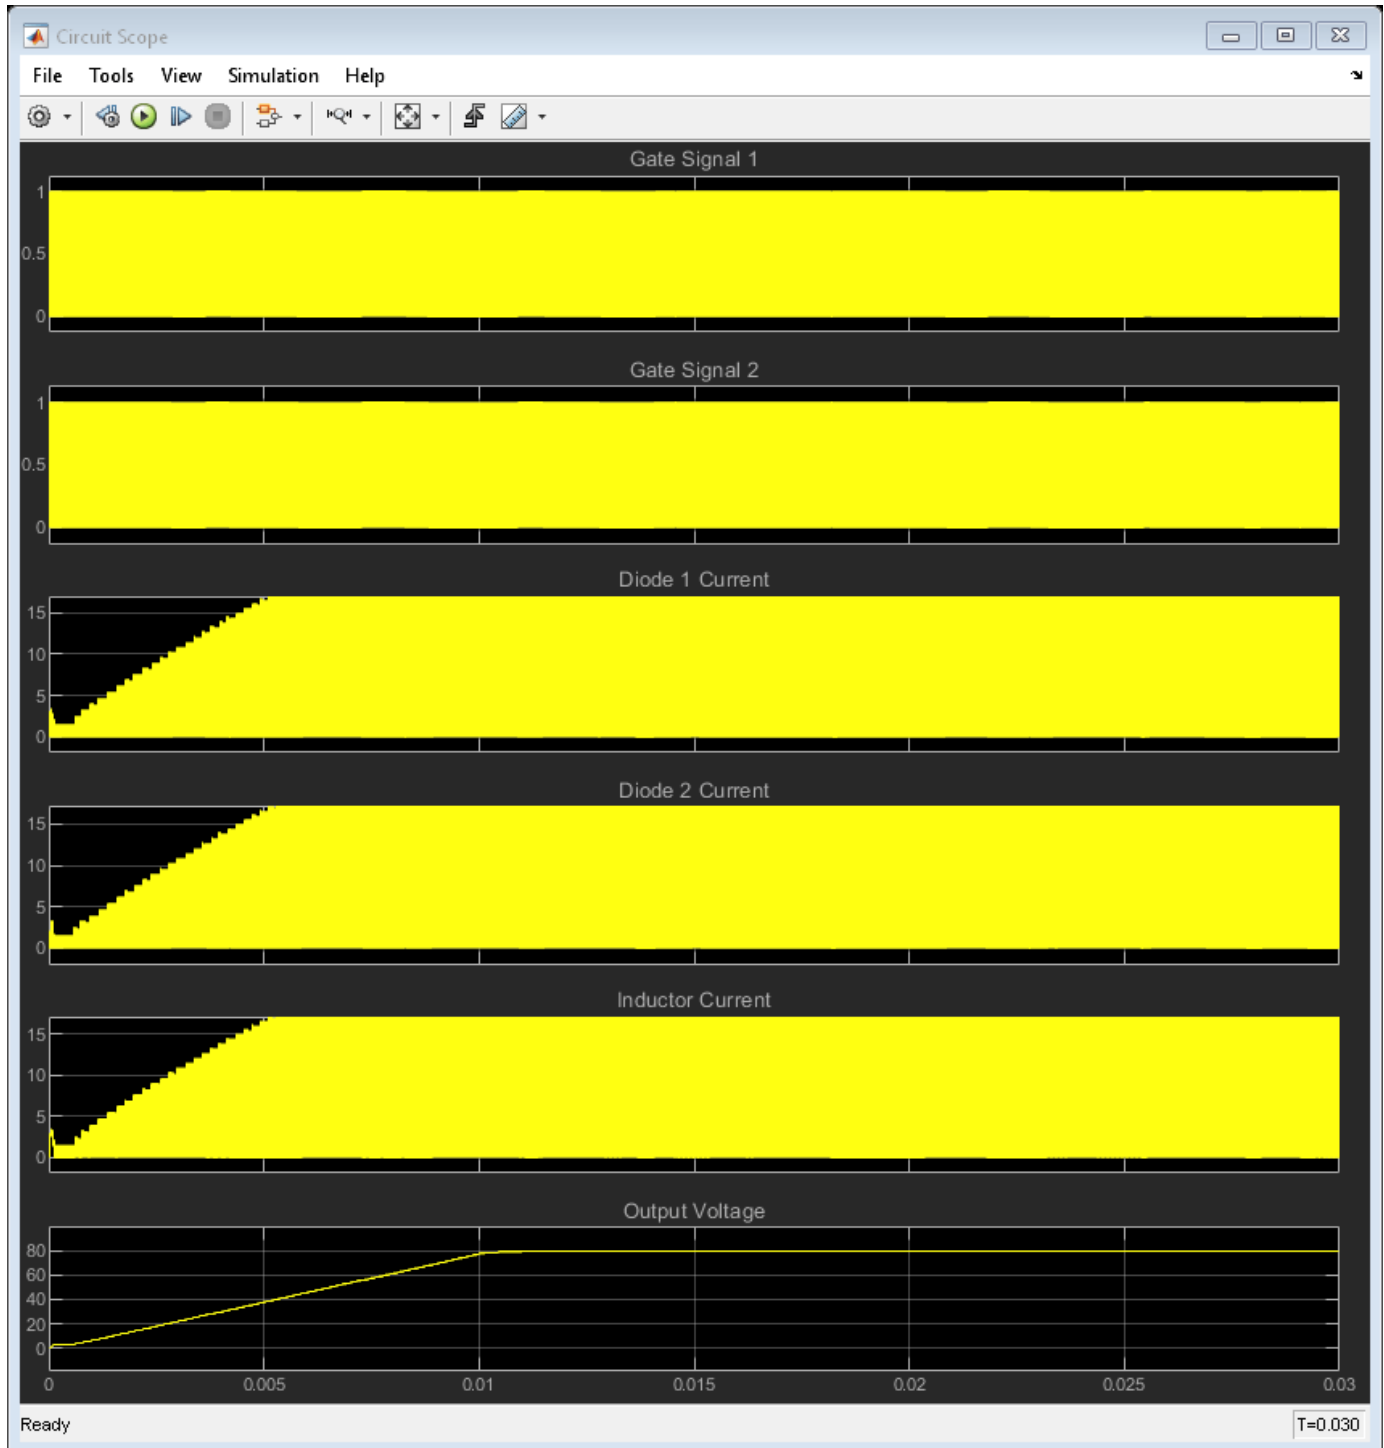 Circuit Scope
File Tools View Simulation Help
Gate Signal 1
1
0.5
0
Gate Signal 2
1
0.5
0
Diode 1 Current
15
10
5
0
Diode 2 Current
15
10
5
0
Inductor Current
15
10
5
0
Output Voltage
80
60
40
20
0
0 0.005 0.01 0.015 0.02 0.025 0.03
Ready T=0.030